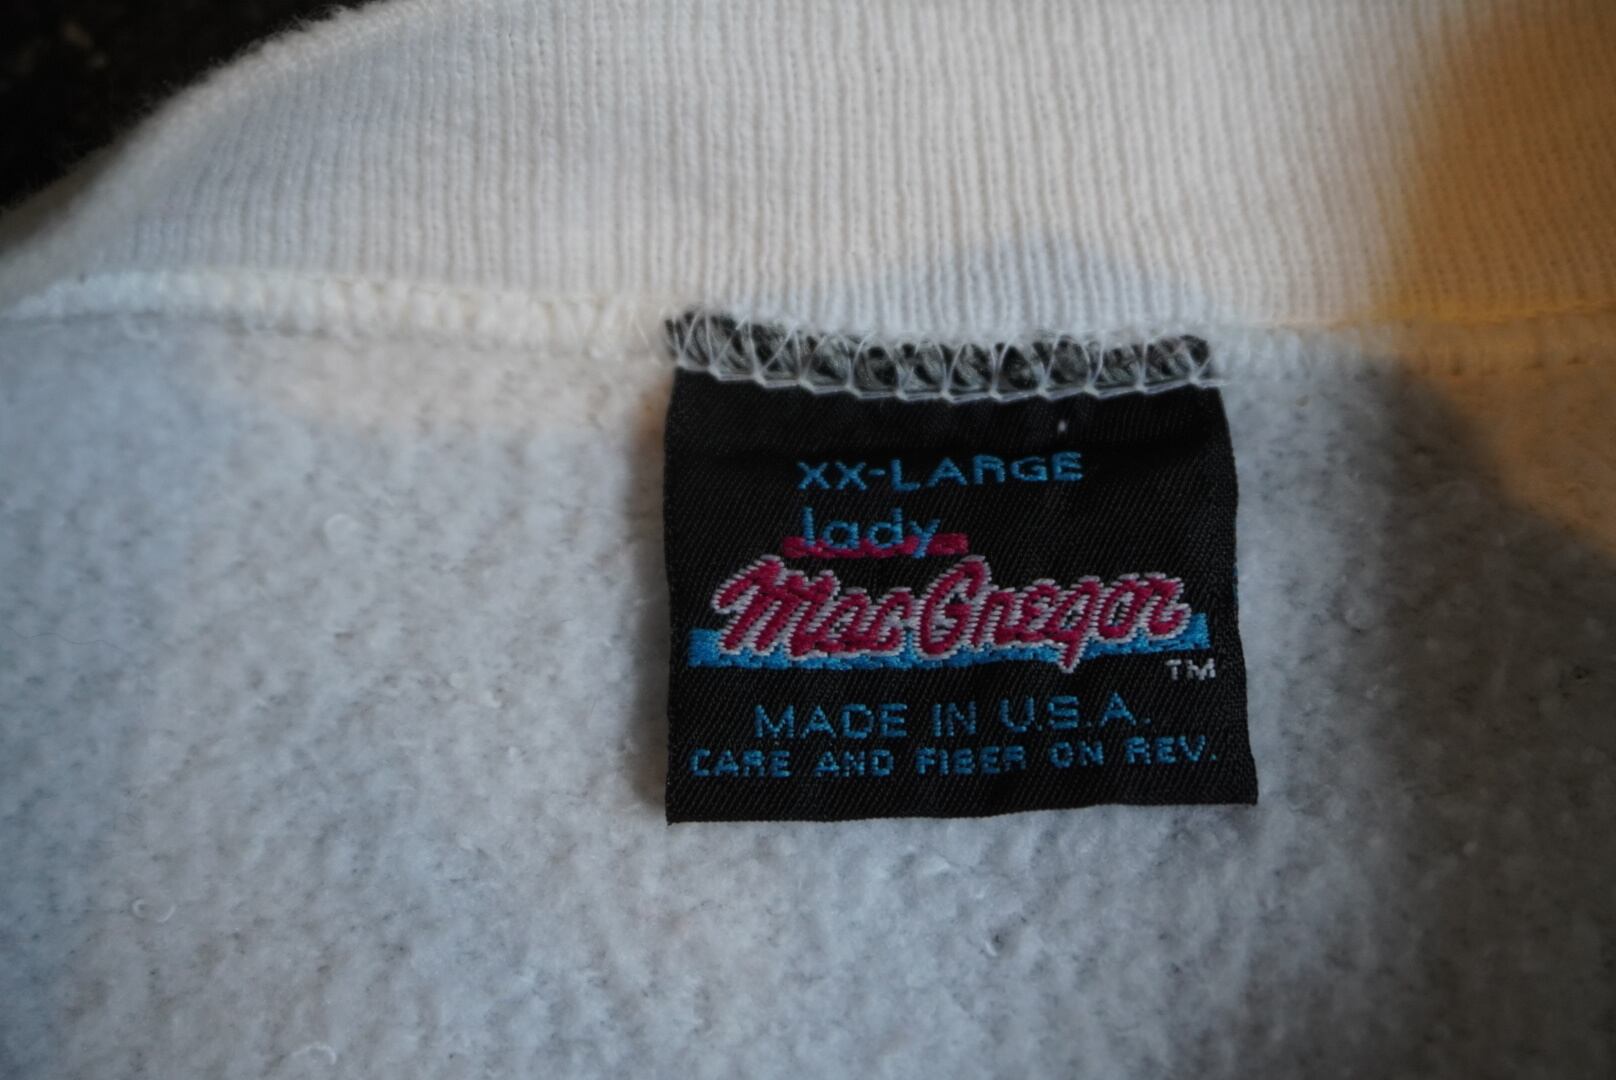 XX-LARGE
lady
MacGregor
TM
MADE IN U.S.A.
CARE AND FIBER ON REV.